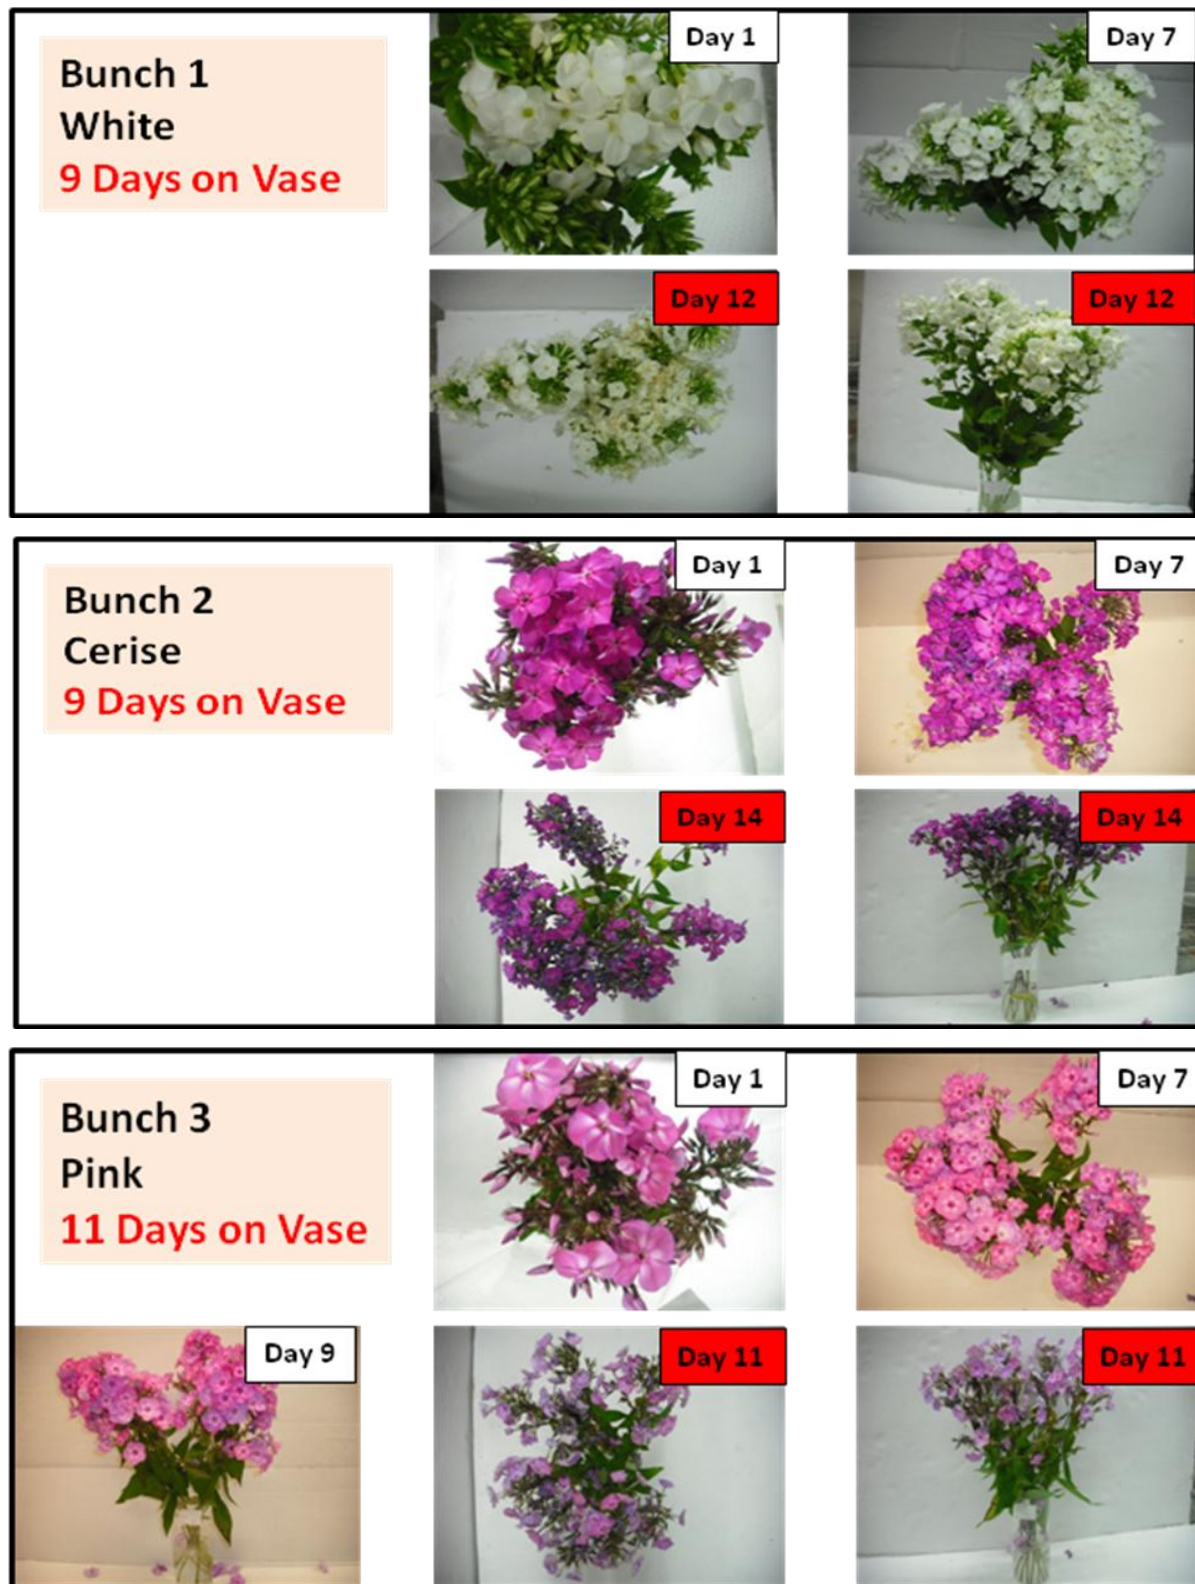 Bunch 1
White
9 Days on Vase
Day 1
Day 7
Day 12
Day 12
Bunch 2
Cerise
9 Days on Vase
Day 1
Day 7
Day 14
Day 14
Bunch 3
Pink
11 Days on Vase
Day 1
Day 7
Day 9
Day 11
Day 11